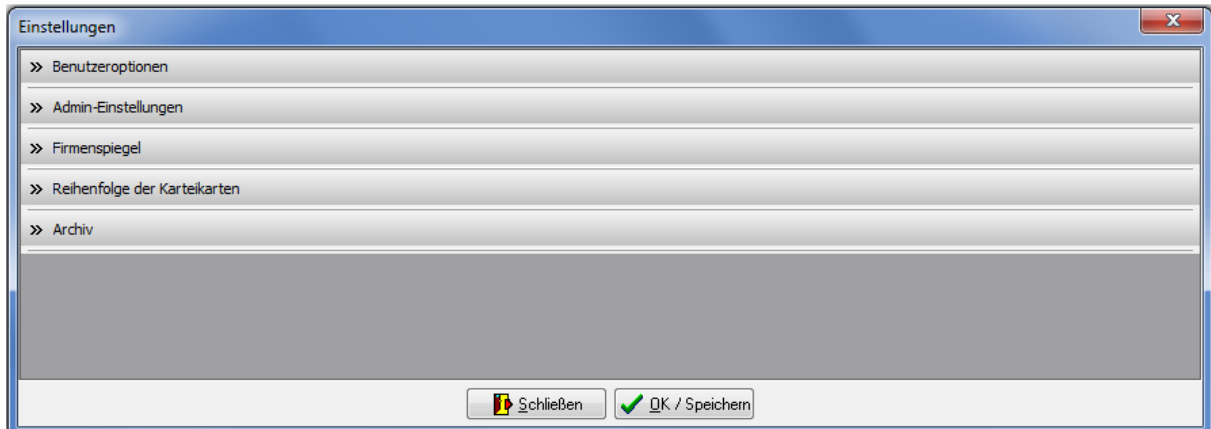 Einstellungen
» Benutzeroptionen
» Admin-Einstellungen
» Firmenspiegel
» Reihenfolge der Karteikarten
» Archiv
Schließen
OK / Speichern